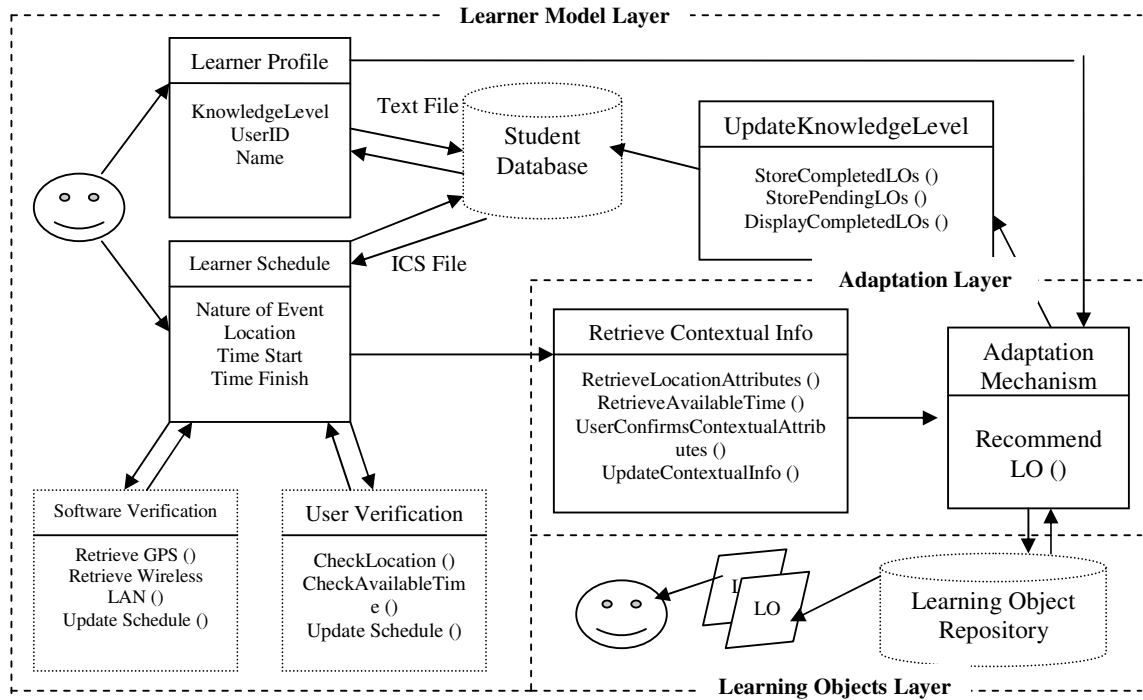 Learner Model Layer
Learner Profile
KnowledgeLevel
UserID
Name
Text File
Student
Database
UpdateKnowledgeLevel
StoreCompletedLOs ()
StorePendingLOs ()
DisplayCompletedLOs ()
Learner Schedule
Nature of Event
Location
Time Start
Time Finish
ICS File
Adaptation Layer
Retrieve Contextual Info
RetrieveLocationAttributes ()
RetrieveAvailableTime ()
UserConfirmsContextualAttrib
utes ()
UpdateContextualInfo ()
Adaptation
Mechanism
Recommend
LO ()
Software Verification
Retrieve GPS ()
Retrieve Wireless
LAN ()
Update Schedule ()
User Verification
CheckLocation ()
CheckAvailableTim
e ()
Update Schedule ()
LO
Learning Object
Repository
Learning Objects Layer